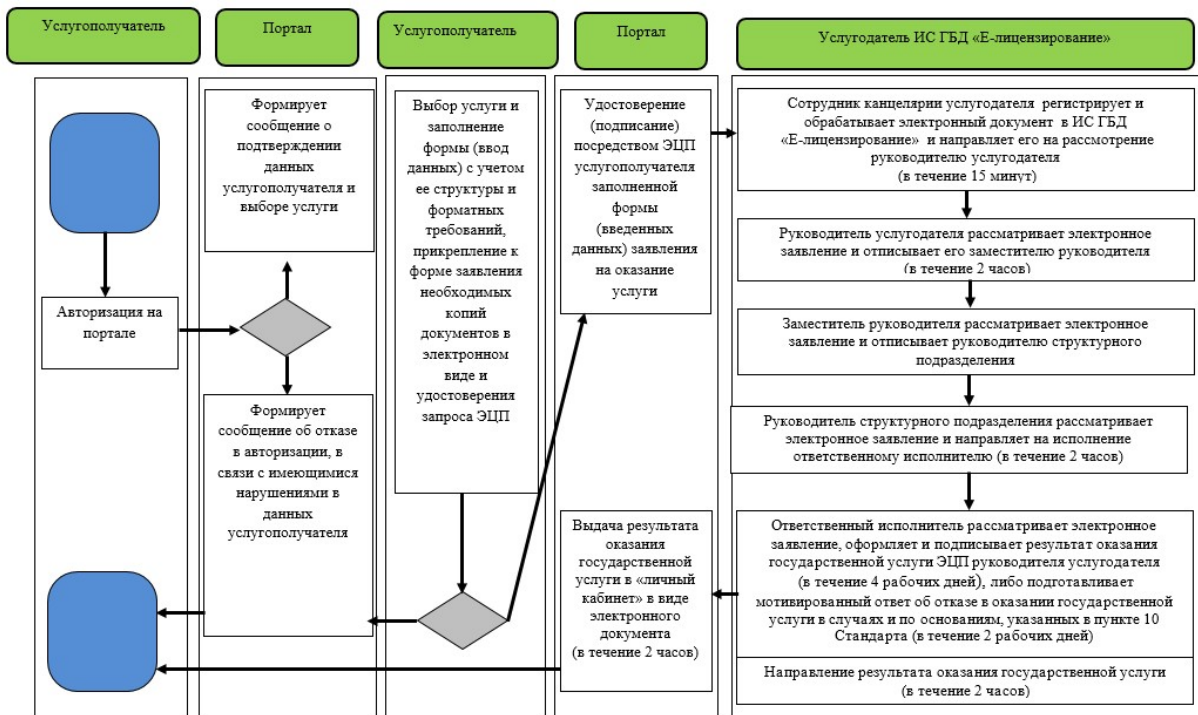 Услугополучатель
Портал
Услугополучатель
Портал
Услугодатель ИС ГБД «Е-лицензирование»
Авторизация на
портале
Формирует
сообщение о
подтверждении
данных
услугополучателя и
выборе услуги
Формирует
сообщение об отказе
в авторизации, в
связи с имеющимися
нарушениями в
данных
услугополучателя
Выбор услуги и
заполнение
формы (ввод
данных) с учетом
ее структуры и
форматных
требований,
прикрепление к
форме заявления
необходимых
копий
документов в
электронном
виде и
удостоверения
запроса ЭЦП
Удостоверение
(подписание)
посредством ЭЦП
услугополучателя
заполненной
формы
(введенных
данных) заявления
на оказание
услуги
Выдача результата
оказания
государственной
услуги в «личный
кабинет» в виде
электронного
документа
(в течение 2 часов)
Сотрудник канцелярии услугодателя регистрирует и
обрабатывает электронный документ в ИС ГБД
«Е-лицензирование» и направляет его на рассмотрение
руководителю услугодателя
(в течение 15 минут)
Руководитель услугодателя рассматривает электронное
заявление и отписывает его заместителю руководителя
(в течение 2 часов)
Заместитель руководителя рассматривает электронное
заявление и отписывает руководителю структурного
подразделения
Руководитель структурного подразделения рассматривает
электронное заявление и направляет на исполнение
ответственному исполнителю (в течение 2 часов)
Ответственный исполнитель рассматривает электронное
заявление, оформляет и подписывает результат оказания
государственной услуги ЭЦП руководителя услугодателя
(в течение 4 рабочих дней), либо подготавливает
мотивированный ответ об отказе в оказании государственной
услуги в случаях и по основаниям, указанных в пункте 10
Стандарта (в течение 2 рабочих дней)
Направление результата оказания государственной услуги
(в течение 2 часов)